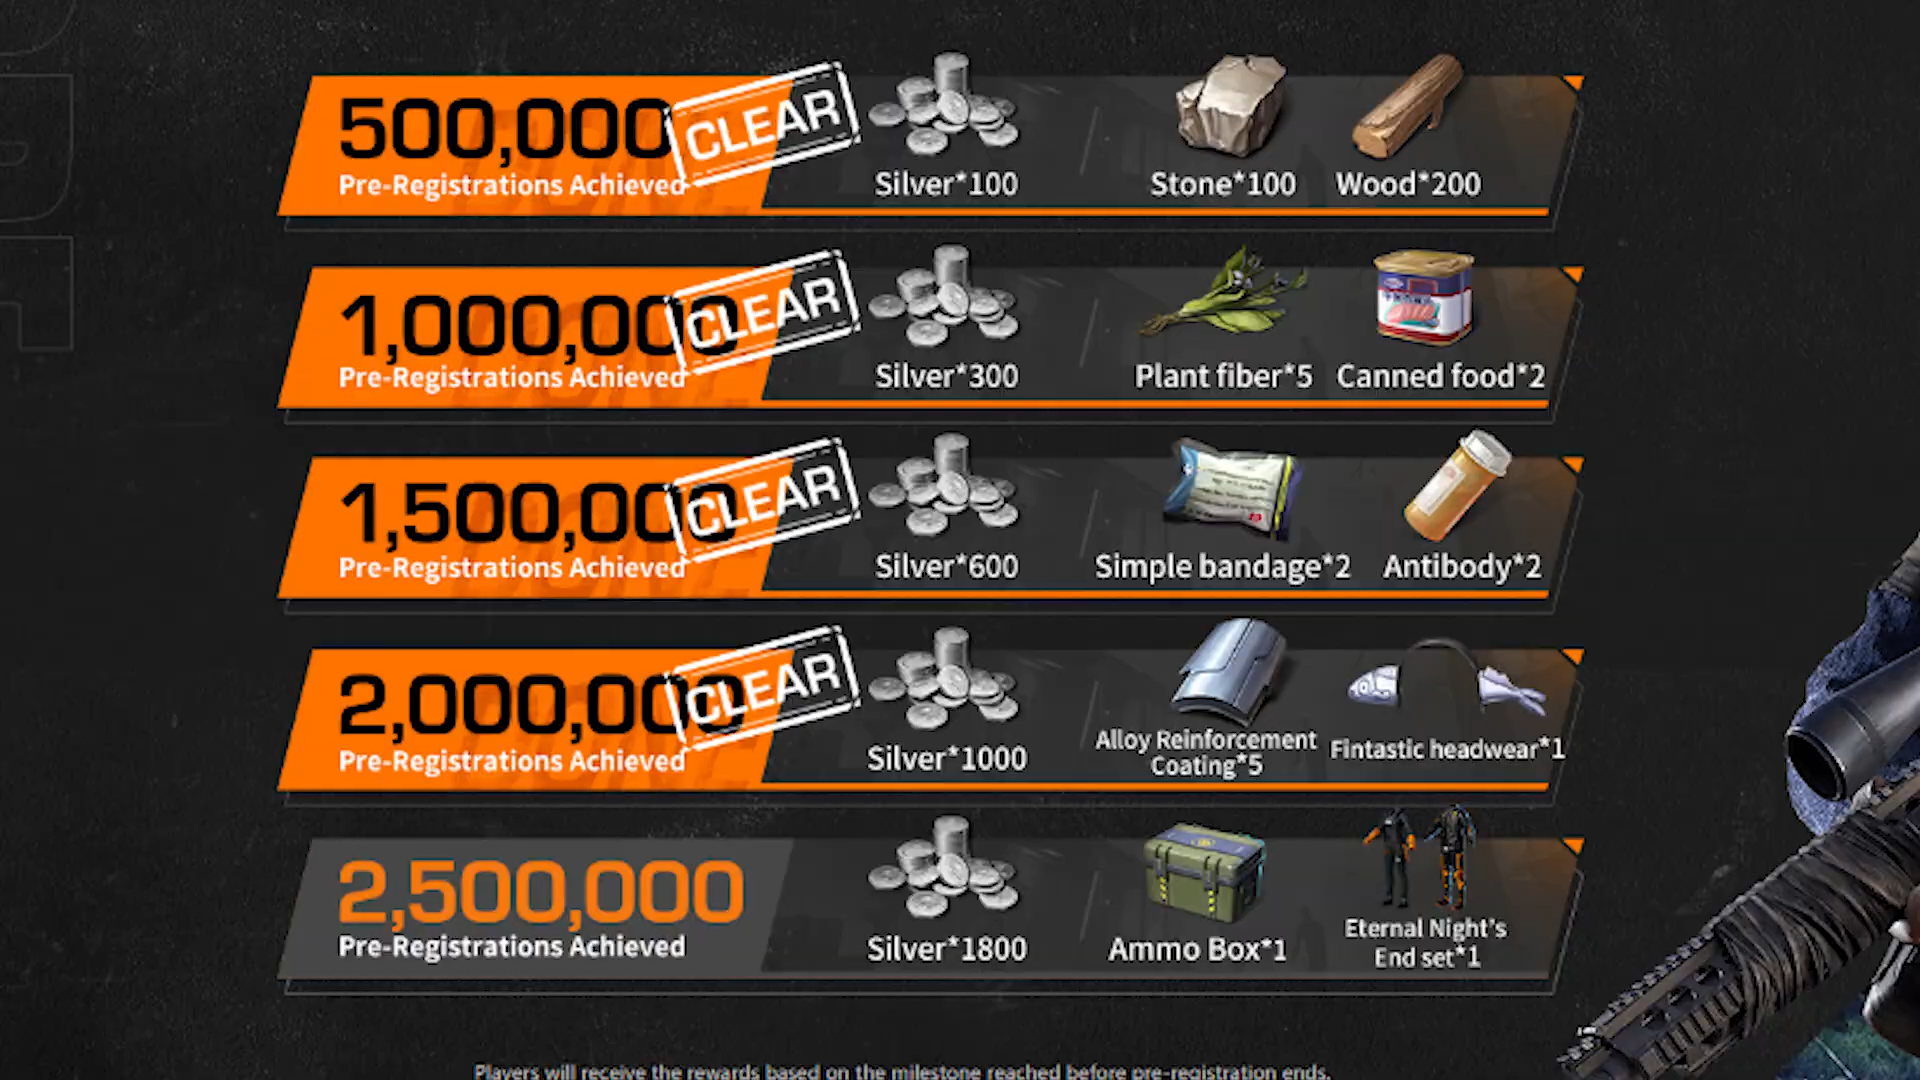 500,000
CLEAR
Pre-Registrations Achieved
Silver*100
Stone*100
Wood*200
1,000,000
CLEAR
Pre-Registrations Achieved
Silver*300
Plant fiber*5
Canned food*2
1,500,000
CLEAR
Pre-Registrations Achieved
Silver*600
Simple bandage*2
Antibody*2
2,000,000
CLEAR
Pre-Registrations Achieved
Silver*1000
Alloy Reinforcement
Coating*5
Fintastic headwear*1
2,500,000
Pre-Registrations Achieved
Silver*1800
Ammo Box*1
Eternal Night's
End set*1
Players will receive the rewards based on the milestone reached before pre-registration ends.